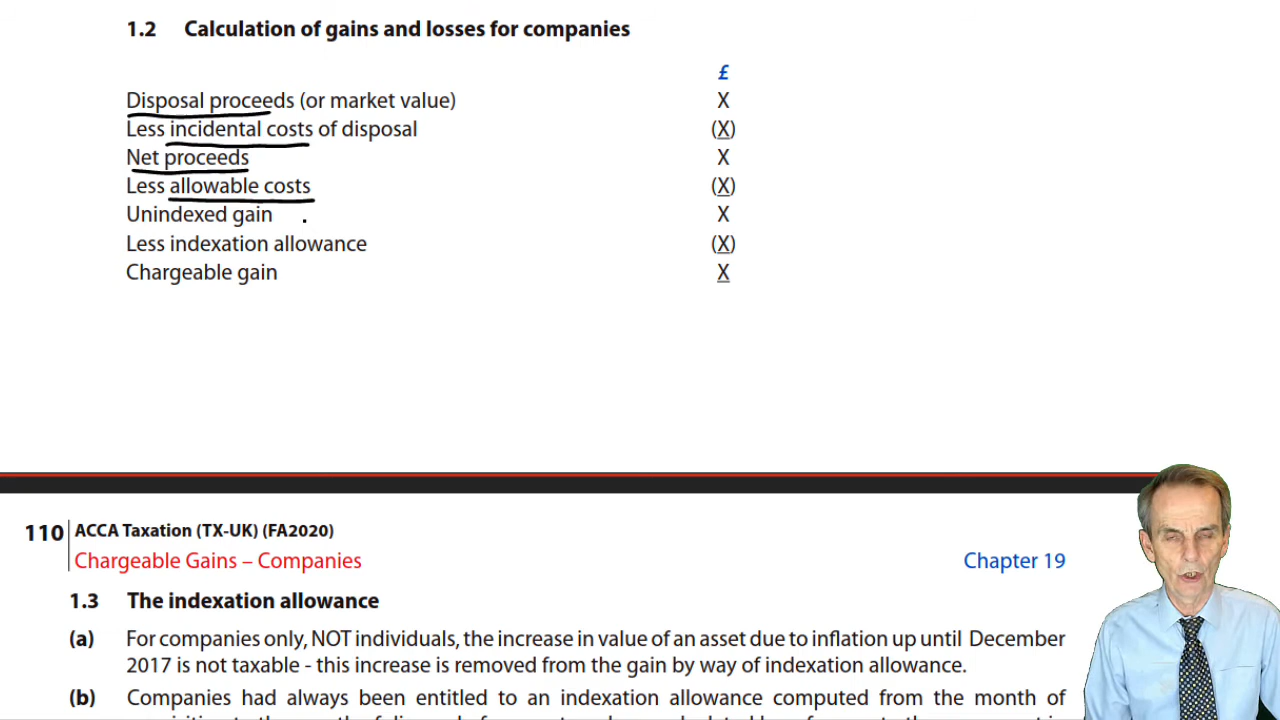 1.2 Calculation of gains and losses for companies
£
Disposal proceeds (or market value) X
Less incidental costs of disposal (X)
Net proceeds X
Less allowable costs (X)
Unindexed gain X
Less indexation allowance (X)
Chargeable gain X
110 ACCA Taxation (TX-UK) (FA2020)
Chargeable Gains – Companies Chapter 19
1.3 The indexation allowance
(a) For companies only, NOT individuals, the increase in value of an asset due to inflation up until December
2017 is not taxable - this increase is removed from the gain by way of indexation allowance.
(b) Companies had always been entitled to an indexation allowance computed from the month of